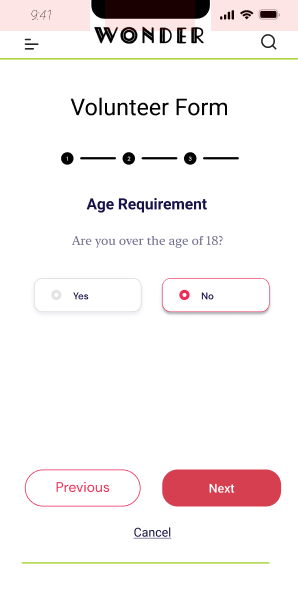 9:41
WONDER
Volunteer Form
1 2 3
Age Requirement
Are you over the age of 18?
Yes No
Previous Next
Cancel